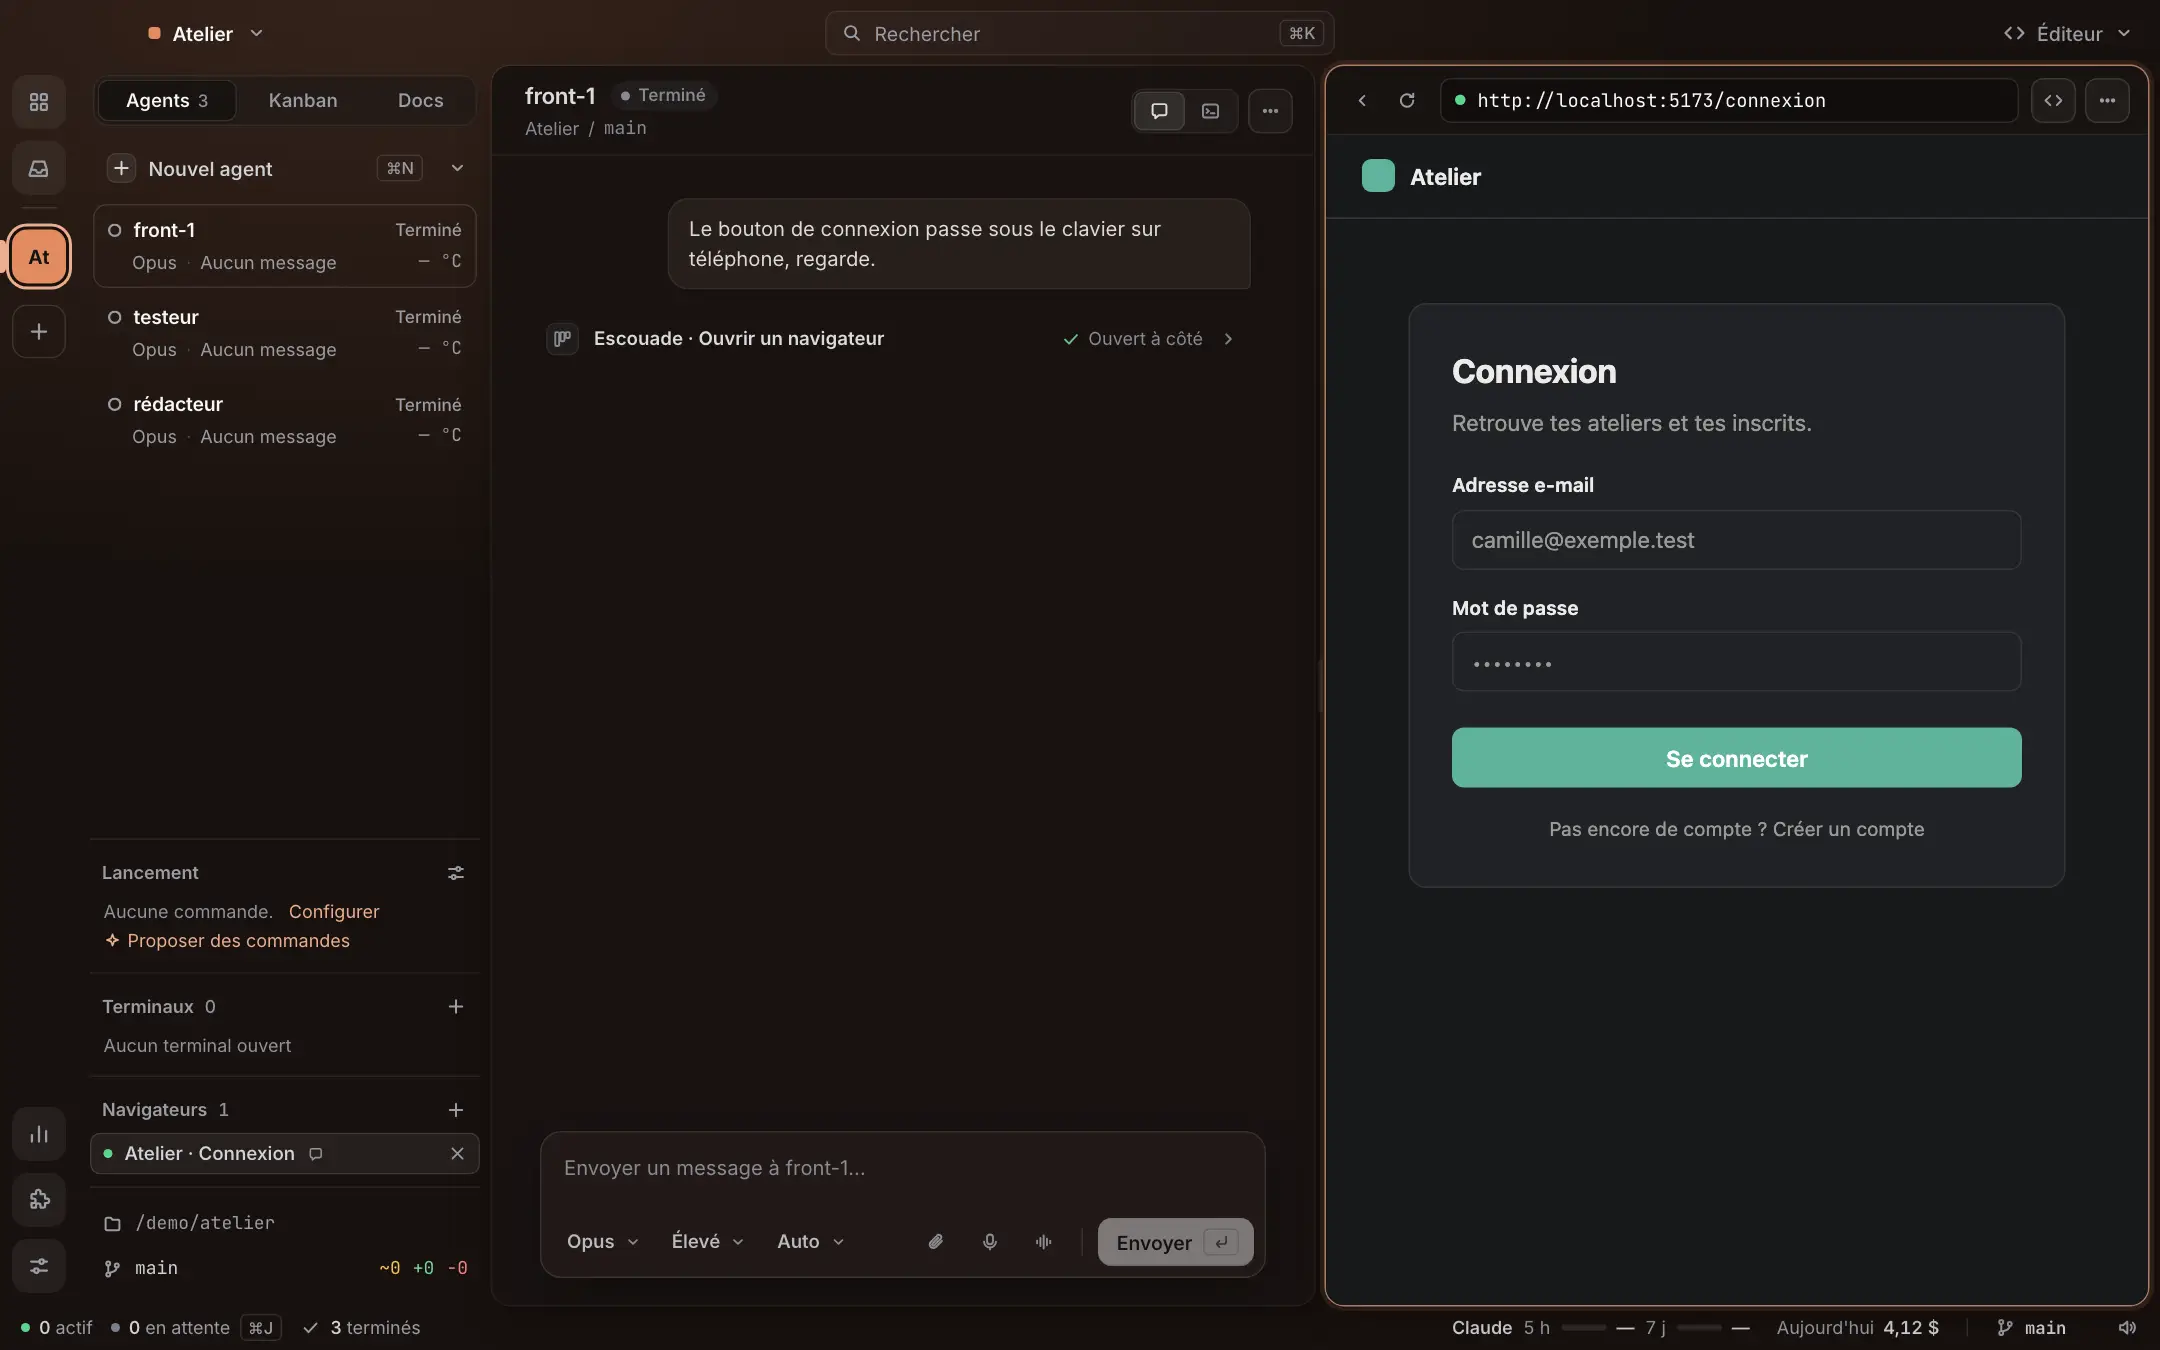 Atelier
Rechercher ⌘K
Éditeur
Agents 3
Kanban
Docs
Nouvel agent ⌘N
At
front-1 Terminé
Opus · Aucun message — °C
testeur Terminé
Opus · Aucun message — °C
rédacteur Terminé
Opus · Aucun message — °C
Lancement
Aucune commande. Configurer
Proposer des commandes
Terminaux 0
Aucun terminal ouvert
Navigateurs 1
Atelier · Connexion
/demo/atelier
main ~0 +0 -0
front-1 Terminé
Atelier / main
Le bouton de connexion passe sous le clavier sur
téléphone, regarde.
Escouade · Ouvrir un navigateur Ouvert à côté
Envoyer un message à front-1...
Opus Élevé Auto Envoyer
http://localhost:5173/connexion
Atelier
Connexion
Retrouve tes ateliers et tes inscrits.
Adresse e-mail
camille@exemple.test
Mot de passe
••••••••
Se connecter
Pas encore de compte ? Créer un compte
0 actif 0 en attente ⌘J 3 terminés
Claude 5 h — 7 j — Aujourd'hui 4,12 $ main